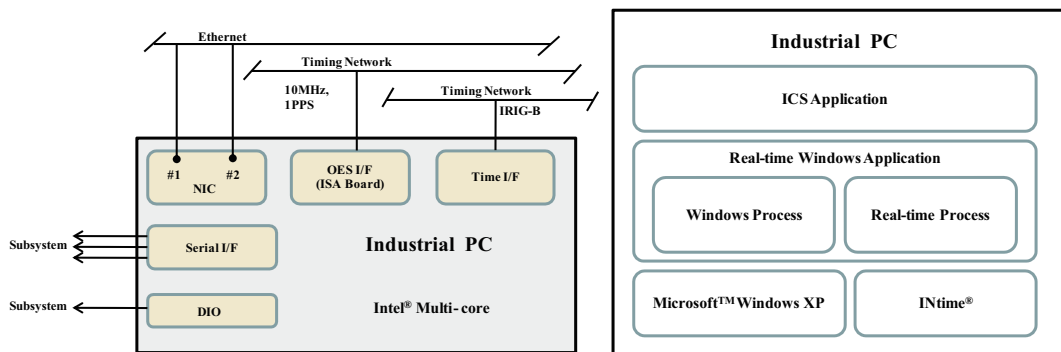 Ethernet
Timing Network
10MHz,
1PPS
Timing Network
IRIG-B
#1
#2
NIC
OES I/F
(ISA Board)
Time I/F
Subsystem
Serial I/F
Industrial PC
Subsystem
DIO
Intel® Multi-core
Industrial PC
ICS Application
Real-time Windows Application
Windows Process
Real-time Process
Microsoft™ Windows XP
INtime®